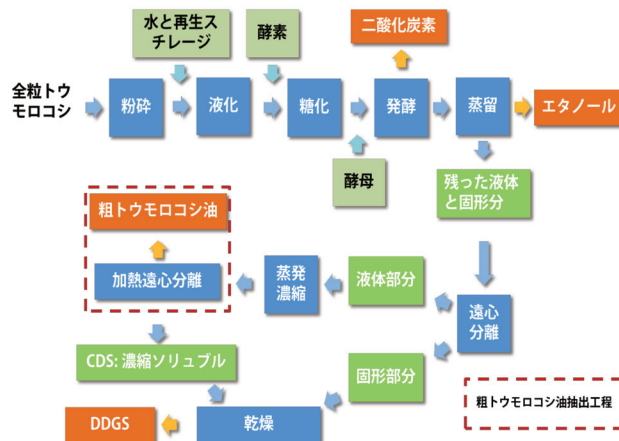 水と再生ス
チレージ
酵素
二酸化炭素
全粒トウ
モロコシ
粉砕
液化
糖化
発酵
蒸留
エタノール
酵母
残った液体
と固形分
粗トウモロコシ油
加熱遠心分離
蒸発
濃縮
液体部分
遠心
分離
CDS: 濃縮ソリュブル
固形部分
粗トウモロコシ油抽出工程
DDGS
乾燥